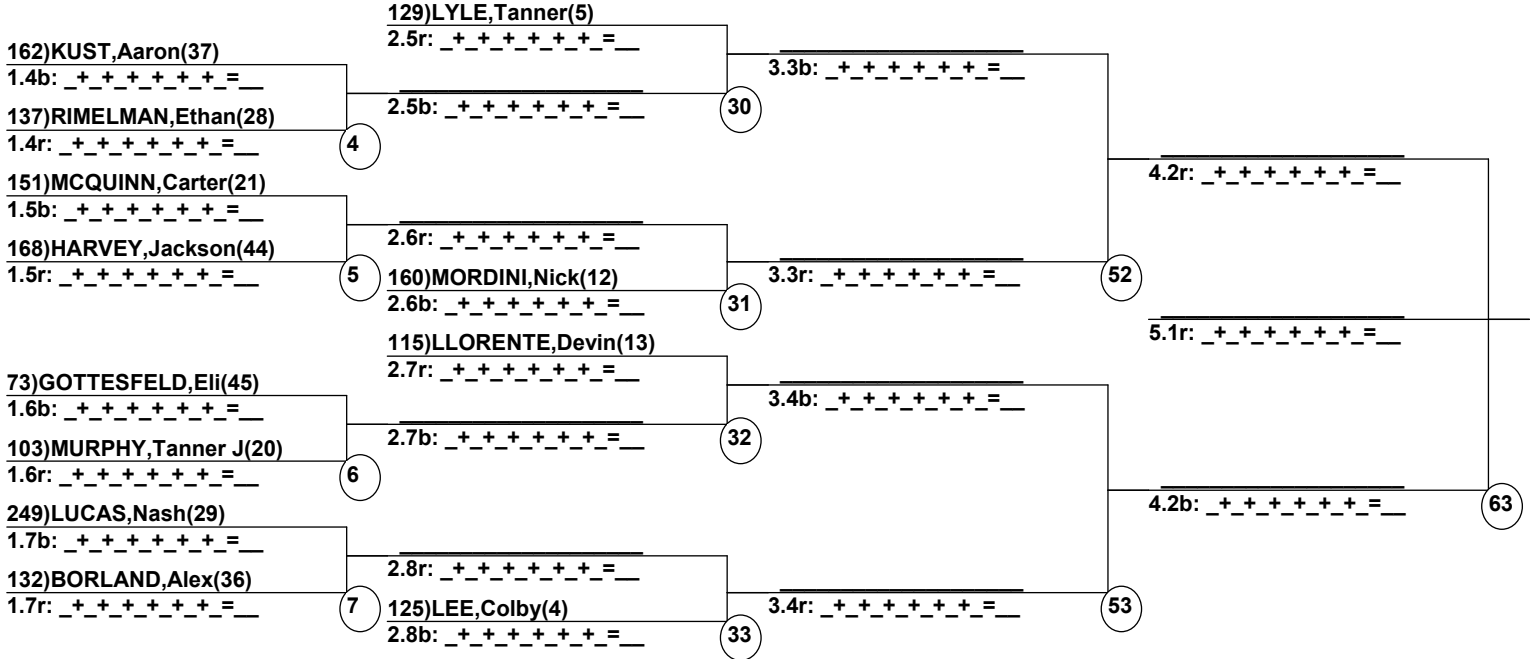 129)LYLE,Tanner(5)
2.5r: _+_+_+_+_+_=__
162)KUST,Aaron(37)
1.4b: _+_+_+_+_+_=__
3.3b: _+_+_+_+_+_=__
2.5b: _+_+_+_+_+_=__
30
137)RIMELMAN,Ethan(28)
1.4r: _+_+_+_+_+_=__
4
4.2r: _+_+_+_+_+_=__
151)MCQUINN,Carter(21)
1.5b: _+_+_+_+_+_=__
2.6r: _+_+_+_+_+_=__
168)HARVEY,Jackson(44)
1.5r: _+_+_+_+_+_=__
5
160)MORDINI,Nick(12)
2.6b: _+_+_+_+_+_=__
31
3.3r: _+_+_+_+_+_=__
52
5.1r: _+_+_+_+_+_=__
115)LLORENTE,Devin(13)
2.7r: _+_+_+_+_+_=__
73)GOTTESFELD,Eli(45)
1.6b: _+_+_+_+_+_=__
3.4b: _+_+_+_+_+_=__
2.7b: _+_+_+_+_+_=__
32
103)MURPHY,Tanner J(20)
1.6r: _+_+_+_+_+_=__
6
4.2b: _+_+_+_+_+_=__
63
249)LUCAS,Nash(29)
1.7b: _+_+_+_+_+_=__
2.8r: _+_+_+_+_+_=__
132)BORLAND,Alex(36)
1.7r: _+_+_+_+_+_=__
7
125)LEE,Colby(4)
2.8b: _+_+_+_+_+_=__
33
3.4r: _+_+_+_+_+_=__
53